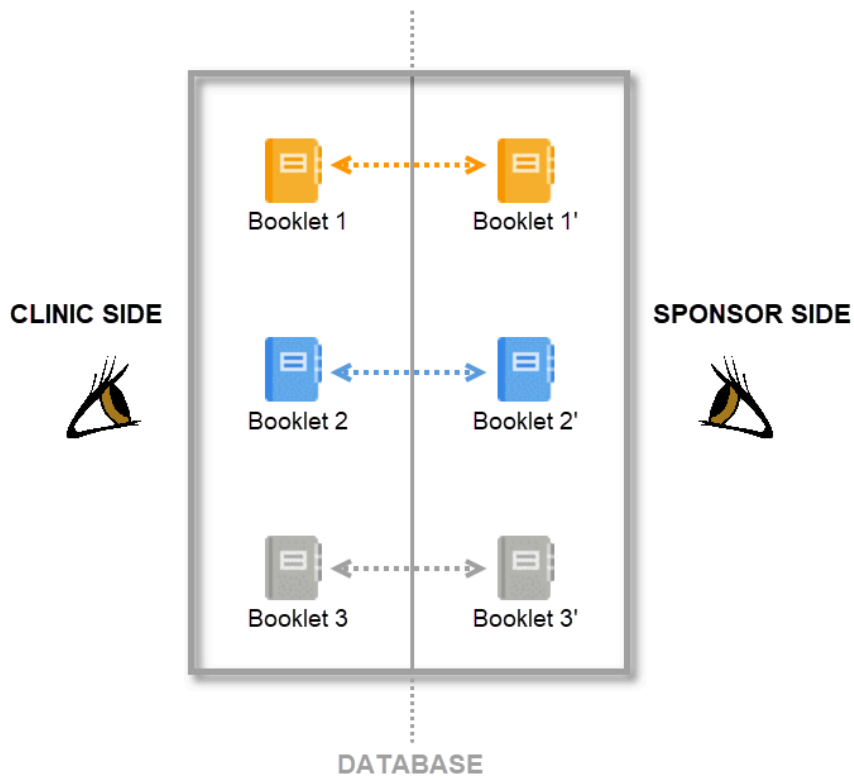 Booklet 1
Booklet 1'
CLINIC SIDE
SPONSOR SIDE
Booklet 2
Booklet 2'
Booklet 3
Booklet 3'
DATABASE